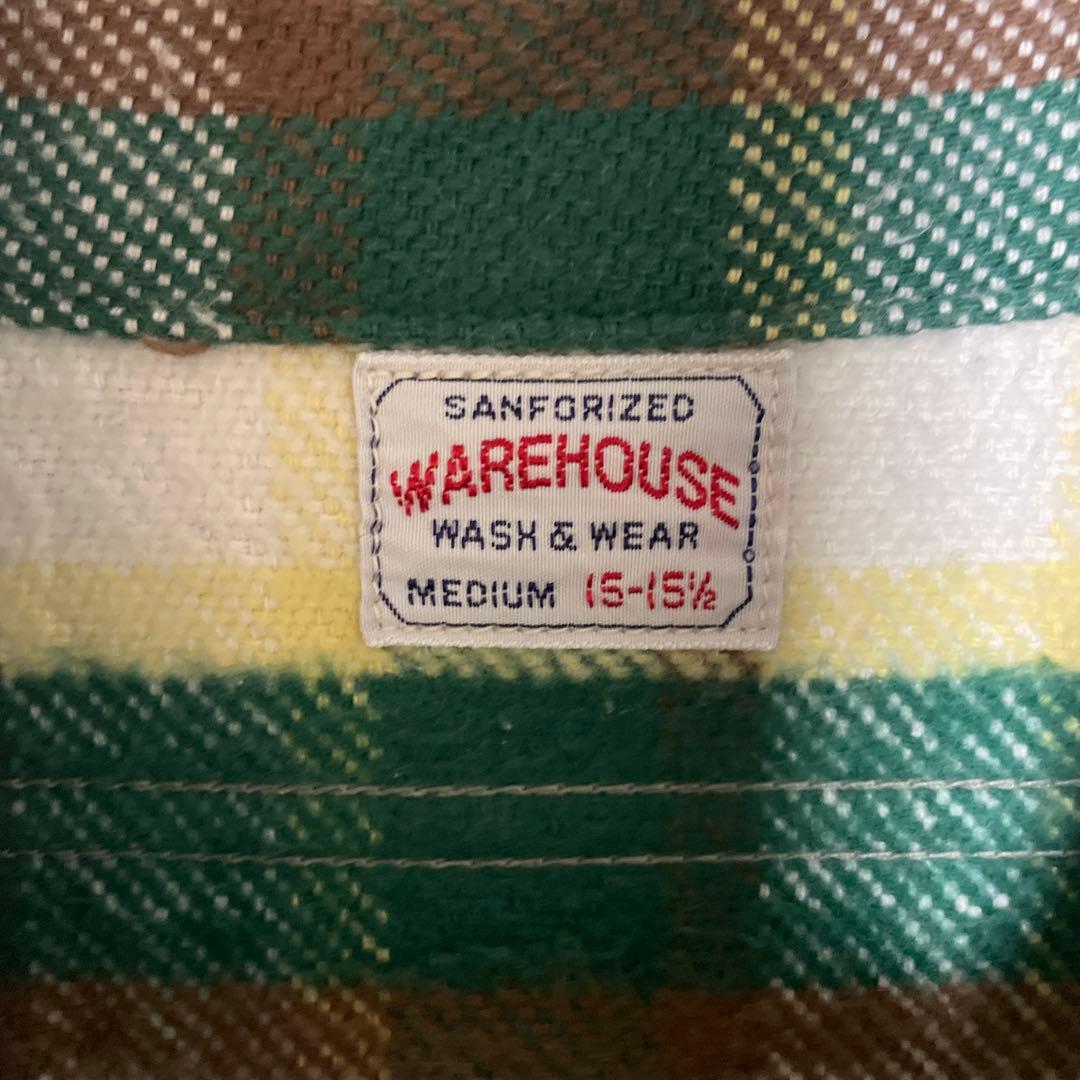 SANFORIZED
WAREHOUSE
WASH & WEAR
MEDIUM 15-15½